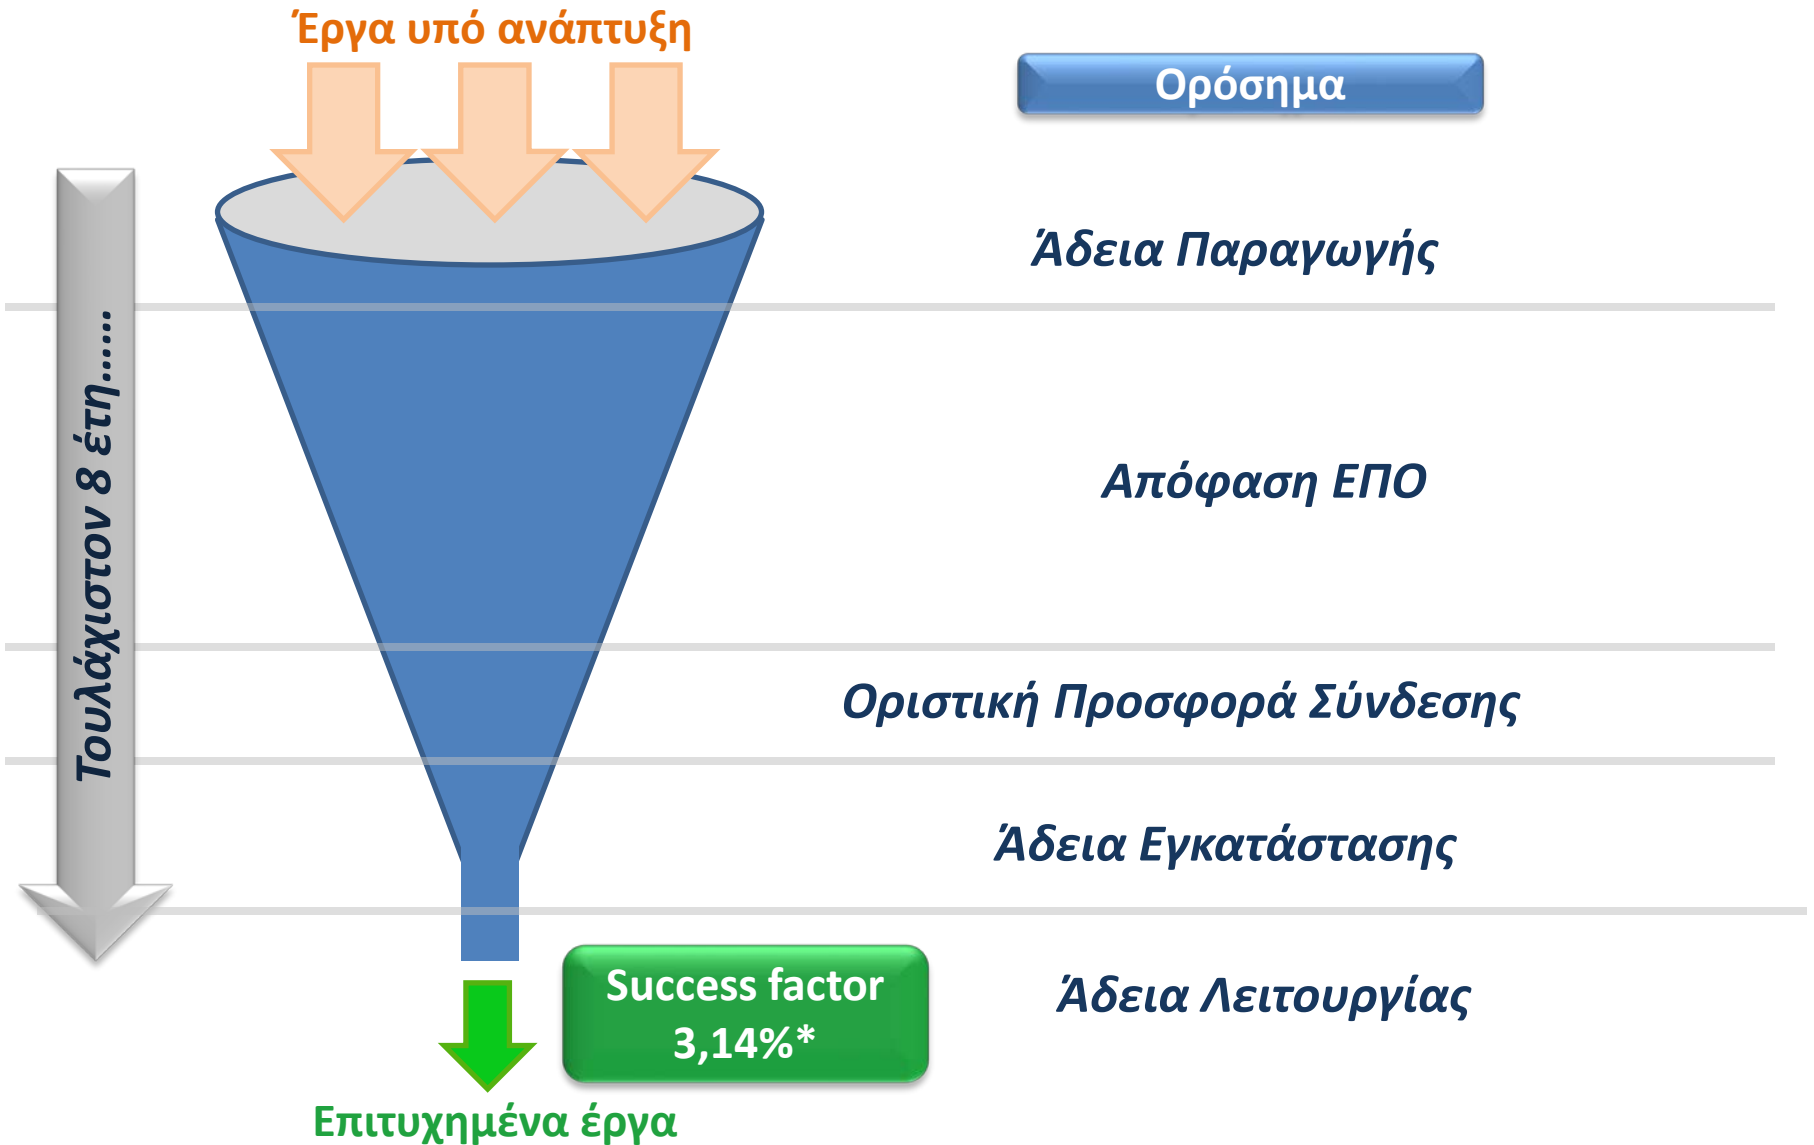 Έργα υπό ανάπτυξη
Ορόσημα
Άδεια Παραγωγής
Τουλάχιστον 8 έτη......
Απόφαση ΕΠΟ
Οριστική Προσφορά Σύνδεσης
Άδεια Εγκατάστασης
Success factor
3,14%*
Άδεια Λειτουργίας
Επιτυχημένα έργα